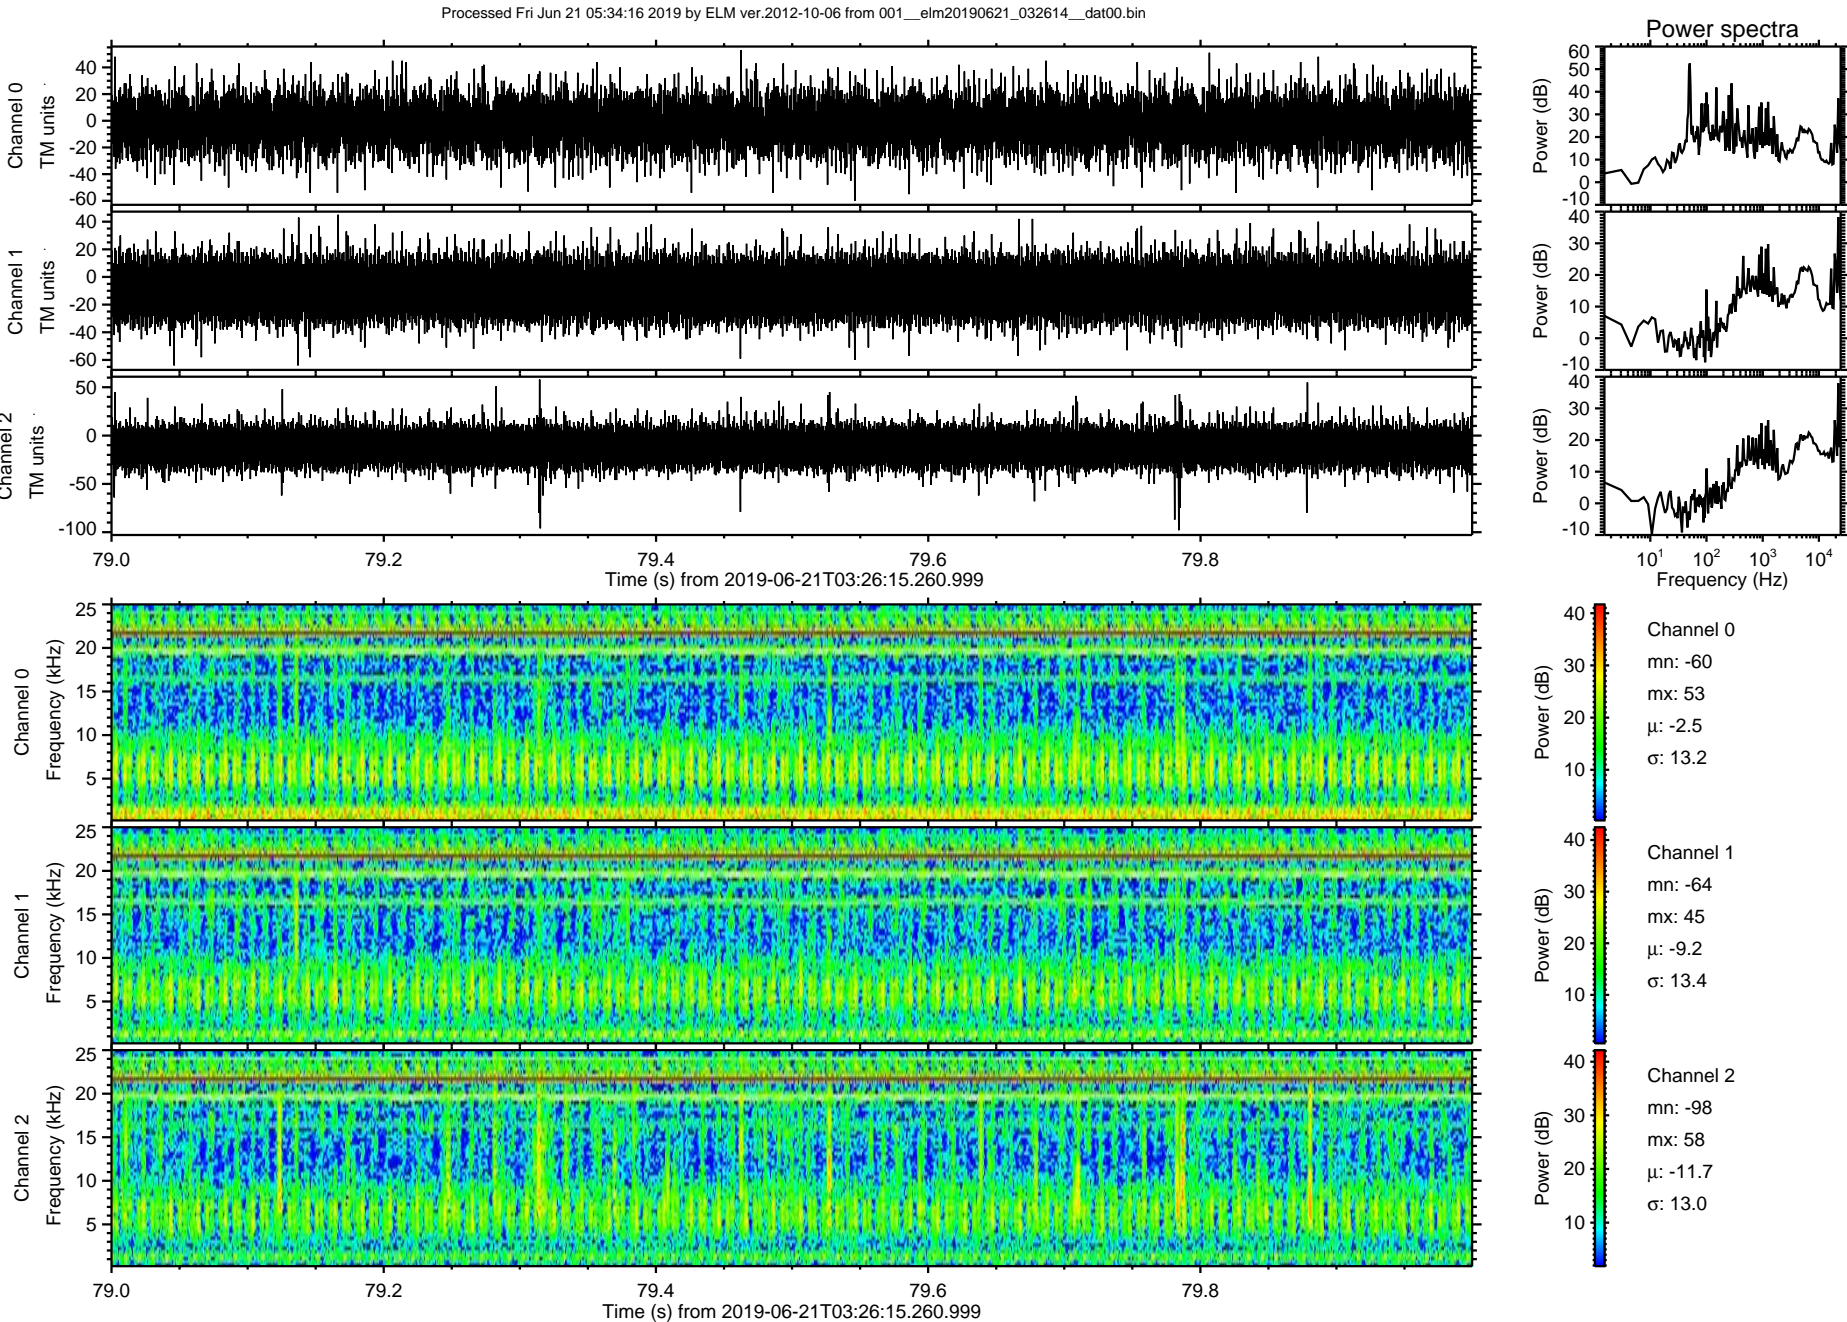 Processed Fri Jun 21 05:34:16 2019 by ELM ver.2012-10-06 from 001__elm20190621_032614__dat00.bin
Power spectra
Channel 0
TM units
40
20
0
-20
-40
-60
Power (dB)
60
50
40
30
20
10
0
-10
Channel 1
TM units
40
20
0
-20
-40
-60
Power (dB)
40
30
20
10
0
-10
Channel 2
TM units
50
0
-50
-100
Power (dB)
40
30
20
10
0
-10
79.0 79.2 79.4 79.6 79.8
Time (s) from 2019-06-21T03:26:15.260.999
10^1 10^2 10^3 10^4
Frequency (Hz)
Channel 0
Frequency (kHz)
25
20
15
10
5
Power (dB)
40
30
20
10
Channel 0
mn: -60
mx: 53
μ: -2.5
σ: 13.2
Channel 1
Frequency (kHz)
25
20
15
10
5
Power (dB)
40
30
20
10
Channel 1
mn: -64
mx: 45
μ: -9.2
σ: 13.4
Channel 2
Frequency (kHz)
25
20
15
10
5
Power (dB)
40
30
20
10
Channel 2
mn: -98
mx: 58
μ: -11.7
σ: 13.0
79.0 79.2 79.4 79.6 79.8
Time (s) from 2019-06-21T03:26:15.260.999